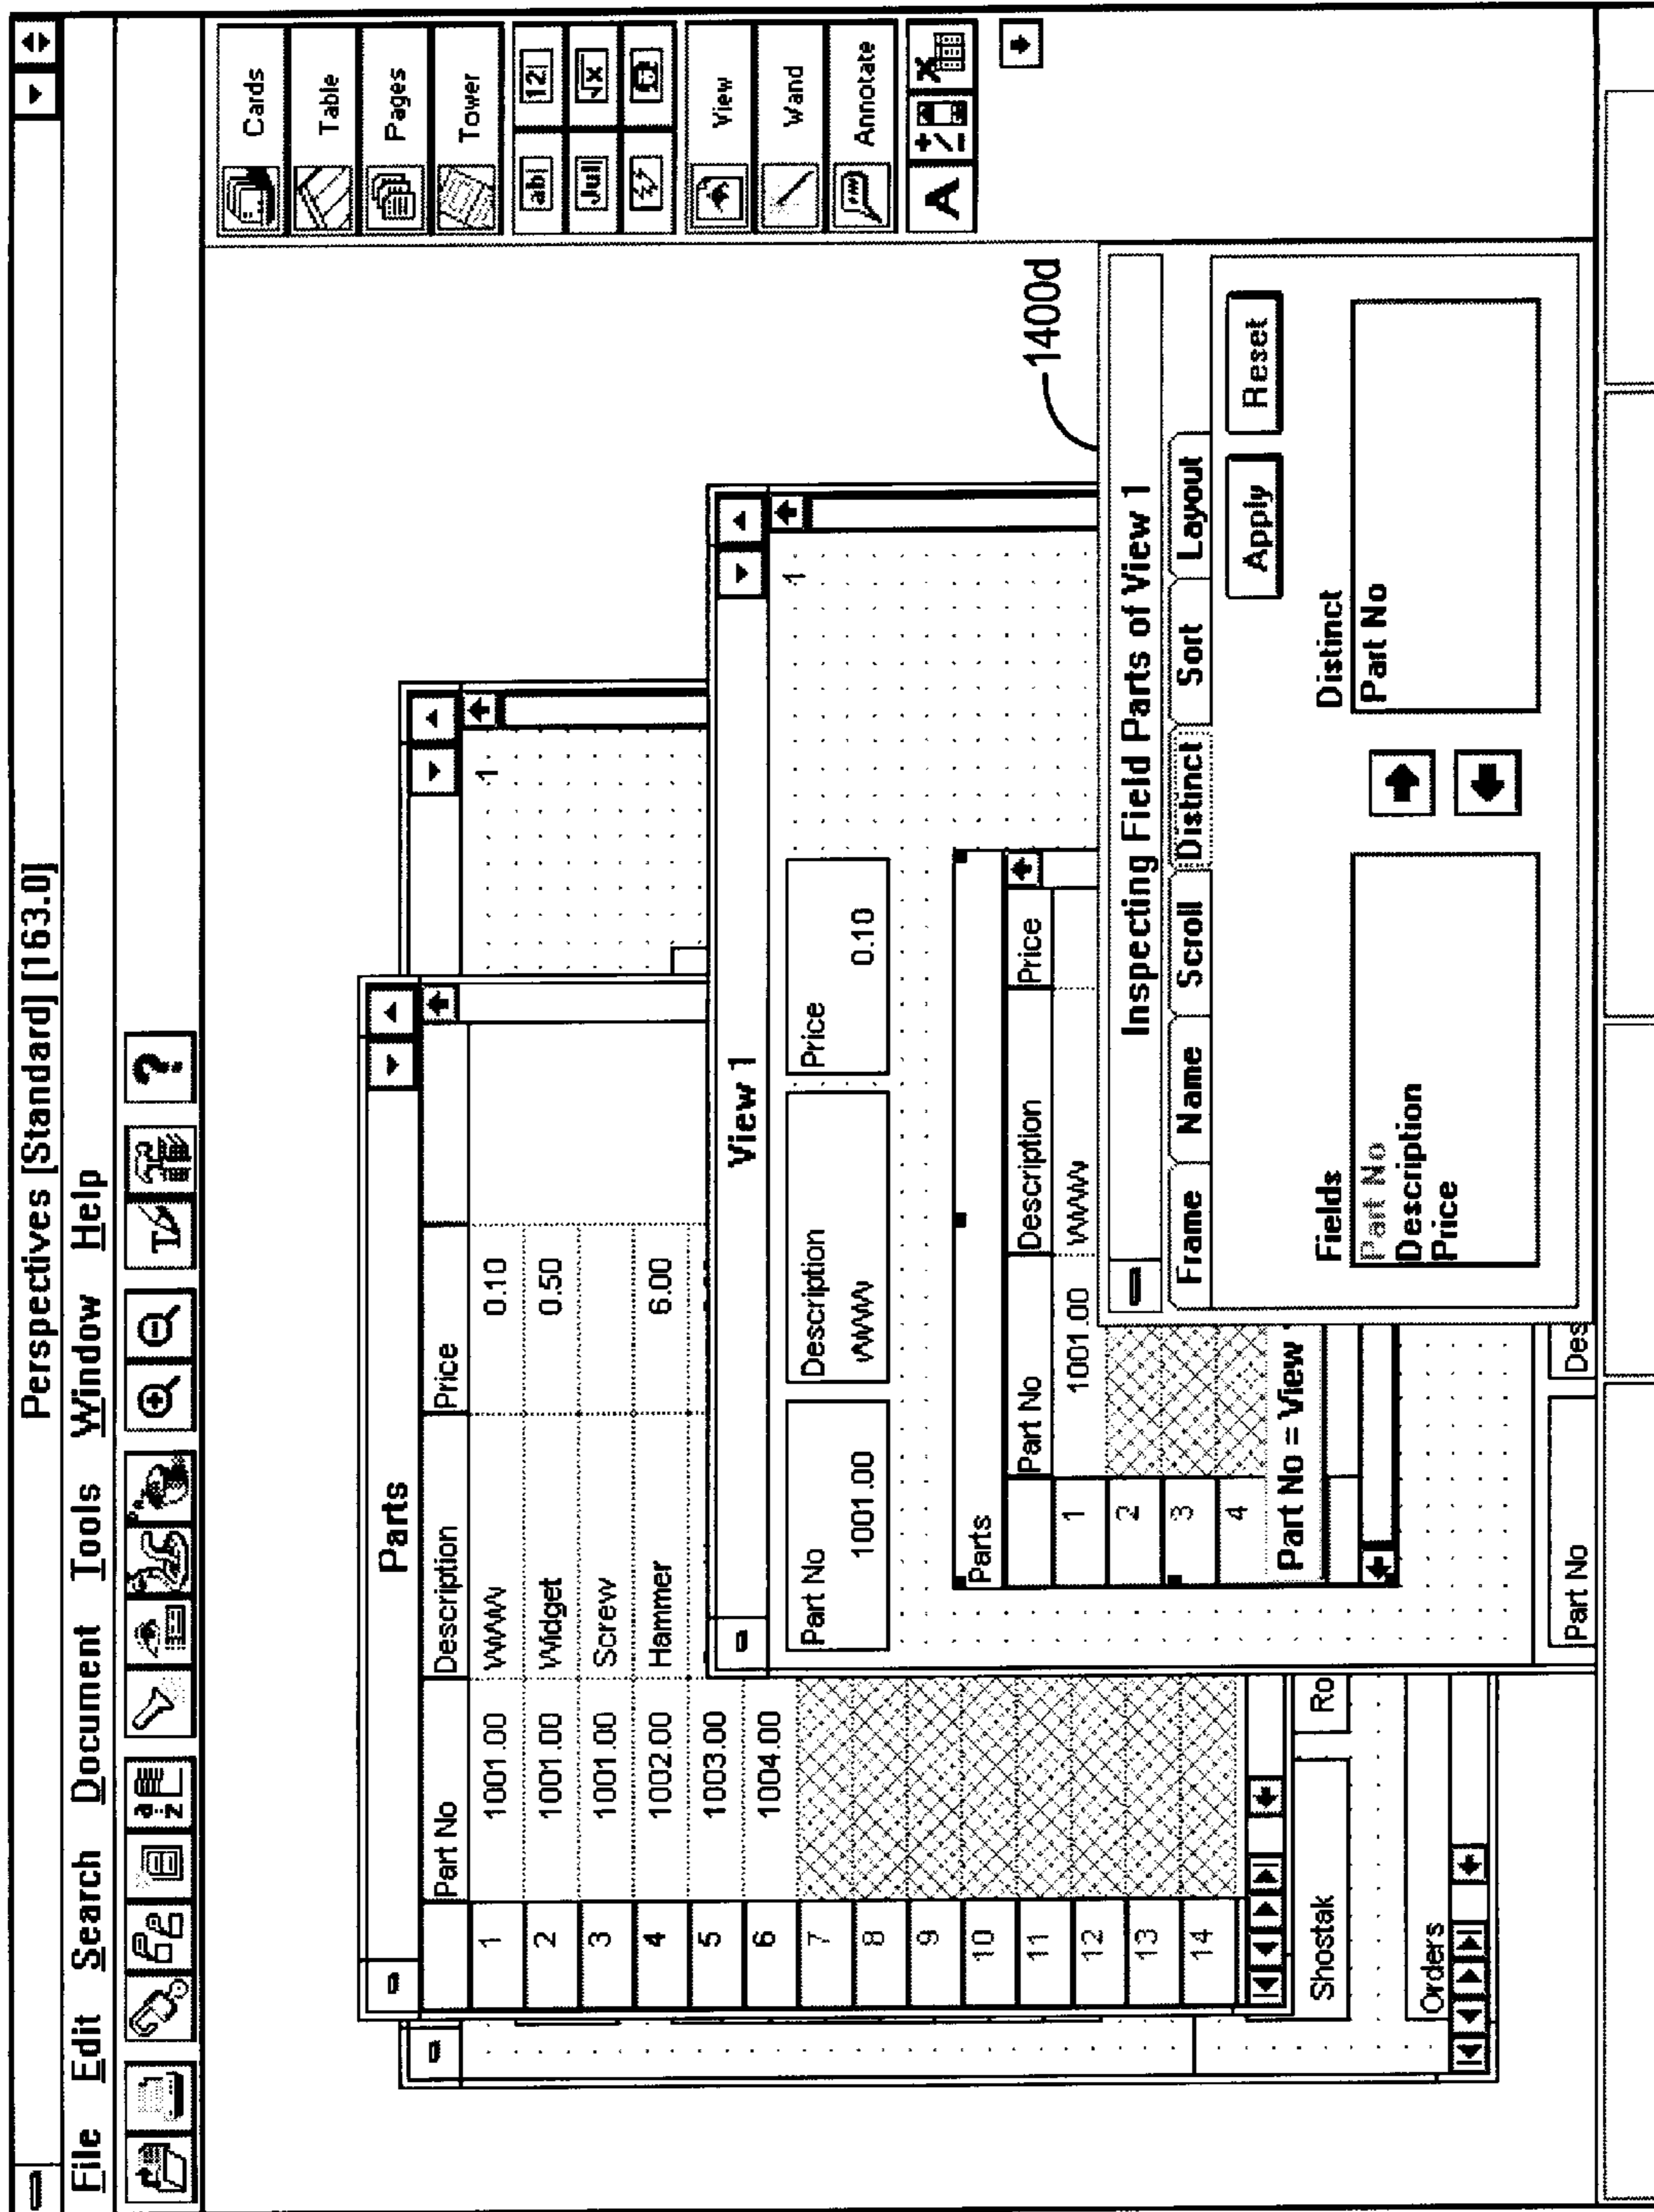 Perspectives [Standard] [163.0]
File Edit Search Document Tools Window Help
Cards
Table
Pages
Tower
ab| 12|
Jul| √x
View
Wand
Annotate
A +/- x
Parts
Part No Description Price
1 1001.00 WWW 0.10
2 1001.00 Widget 0.50
3 1001.00 Screw
4 1002.00 Hammer 6.00
5 1003.00
6 1004.00
7
8
9
10
11
12
13
14
Shostak Ro
Orders
1
View 1
1
Part No Description Price
1001.00 WWW 0.10
Parts
Part No Description Price
1 1001.00 WWW
2
3
4
Part No = View
Part No Des
1400d
Inspecting Field Parts of View 1
Frame Name Scroll Distinct Sort Layout
Apply Reset
Fields Distinct
Part No Part No
Description
Price